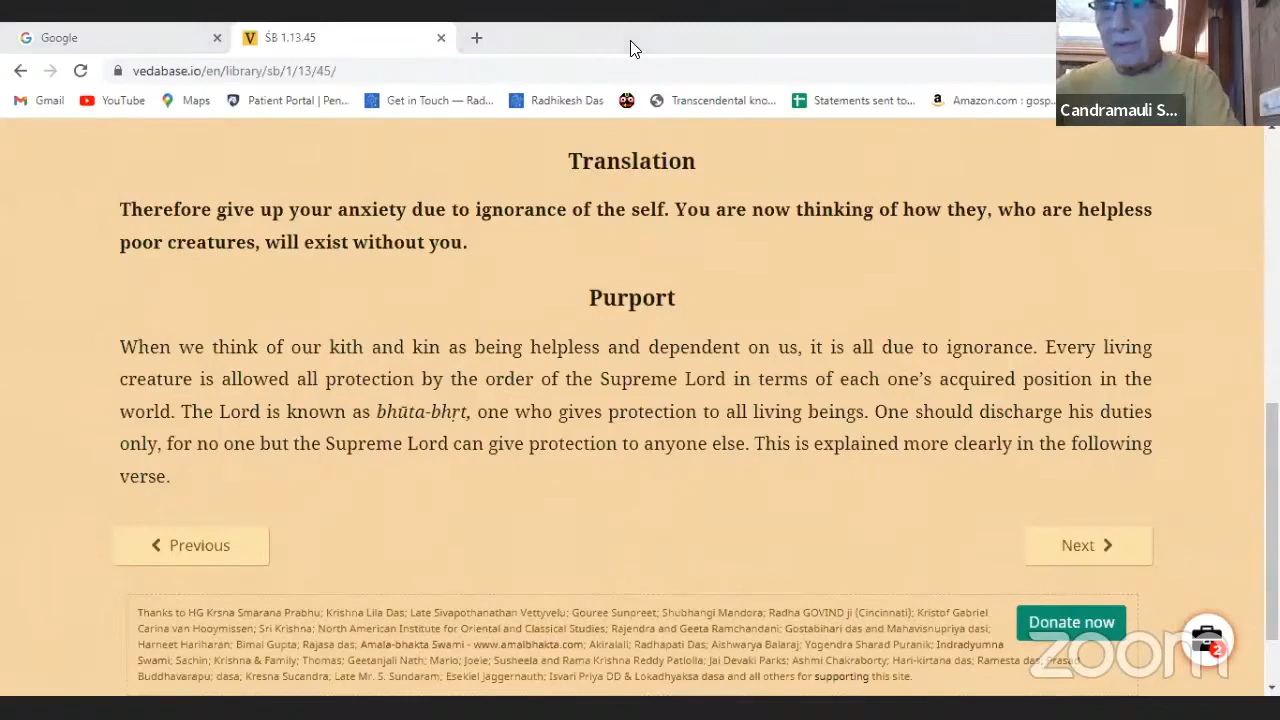 Google
ŚB 1.13.45
vedabase.io/en/library/sb/1/13/45/
Gmail YouTube Maps Patient Portal | Pen... Get in Touch — Rad... Radhikesh Das Transcendental kno... Statements sent to... Amazon.com : gosp...
Candramauli S...
Translation
Therefore give up your anxiety due to ignorance of the self. You are now thinking of how they, who are helpless
poor creatures, will exist without you.
Purport
When we think of our kith and kin as being helpless and dependent on us, it is all due to ignorance. Every living
creature is allowed all protection by the order of the Supreme Lord in terms of each one’s acquired position in the
world. The Lord is known as bhūta-bhṛt, one who gives protection to all living beings. One should discharge his duties
only, for no one but the Supreme Lord can give protection to anyone else. This is explained more clearly in the following
verse.
Previous
Next
Thanks to HG Krsna Smarana Prabhu; Krishna Lila Das; Late Sivapothanathan Vettyvelu; Gouree Sunpreet; Shubhangi Mandora; Radha GOVIND ji (Cincinnati); Kristof Gabriel
Carina van Hooymissen; Sri Krishna; North American Institute for Oriental and Classical Studies; Rajendra and Geeta Ramchandani; Gostabihari das and Mahavisnupriya dasi;
Harneet Hariharan; Bimal Gupta; Rajasa das; Amala-bhakta Swami - www.amalbhakta.com; Akiralali; Radhapati Das; Aishwarya Balaraj; Yogendra Sharad Puranik; Indradyumna
Swami; Sachin; Krishna & Family; Thomas; Geetanjali Nath; Mario; Joeie; Susheela and Rama Krishna Reddy Patlolla; Jai Devaki Parks; Ashmi Chakraborty; Hari-kirtana das; Ramesta das; Prasad
Buddhavarapu; dasa; Kresna Sucandra; Late Mr. S. Sundaram; Esekiel Jaggernauth; Isvari Priya DD & Lokadhyaksa dasa and all others for supporting this site.
Donate now
2
zoom